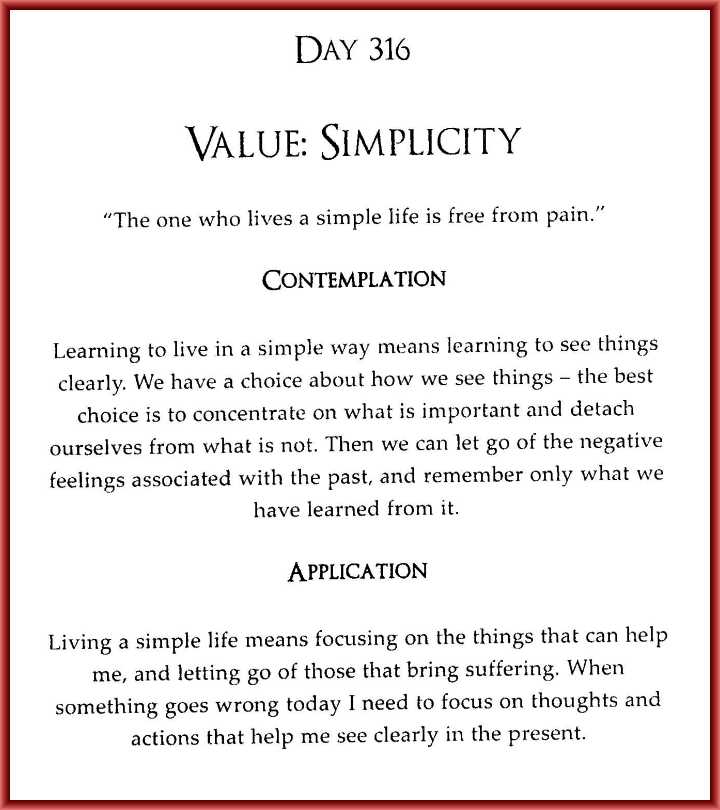 DAY 316
VALUE: SIMPLICITY
“The one who lives a simple life is free from pain.”
CONTEMPLATION
Learning to live in a simple way means learning to see things
clearly. We have a choice about how we see things – the best
choice is to concentrate on what is important and detach
ourselves from what is not. Then we can let go of the negative
feelings associated with the past, and remember only what we
have learned from it.
APPLICATION
Living a simple life means focusing on the things that can help
me, and letting go of those that bring suffering. When
something goes wrong today I need to focus on thoughts and
actions that help me see clearly in the present.